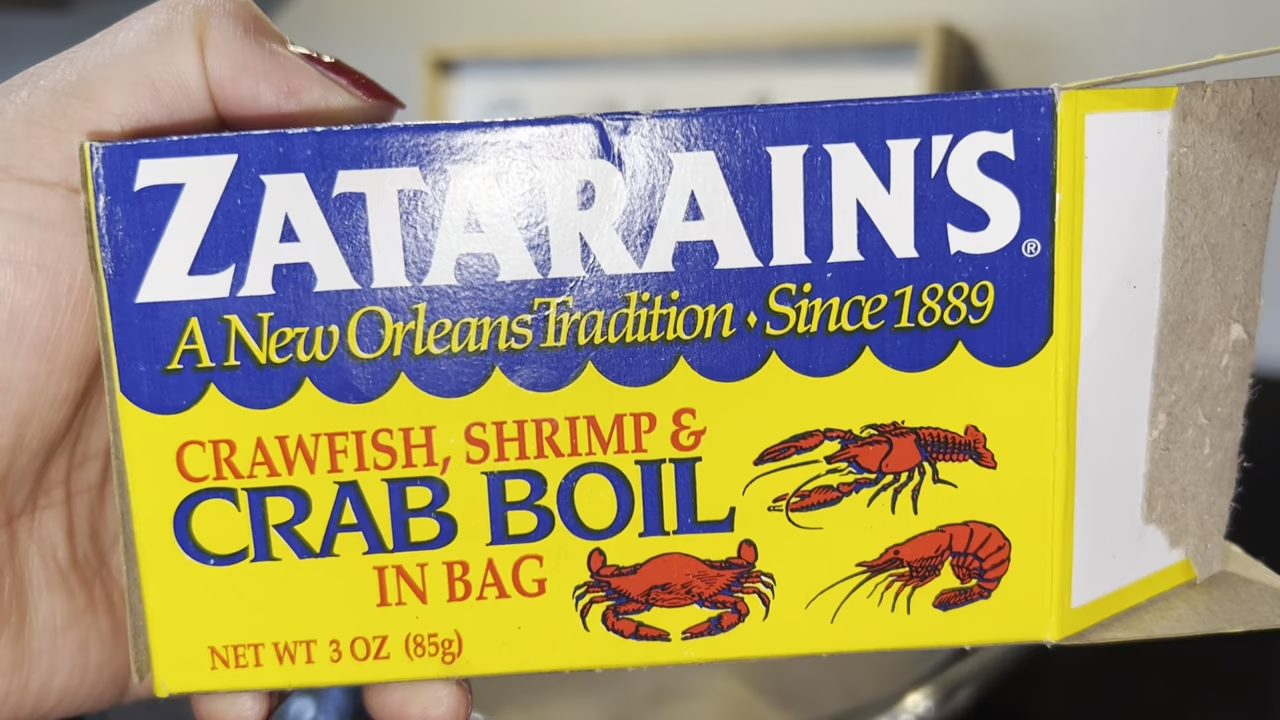 ZATARAIN'S®
A New Orleans Tradition ♦ Since 1889
CRAWFISH, SHRIMP &
CRAB BOIL
IN BAG
NET WT 3 OZ (85g)